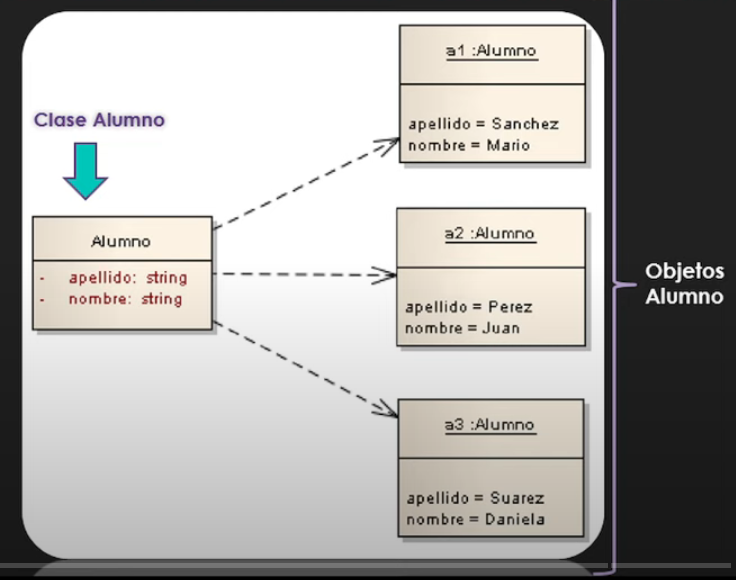 Clase Alumno
Alumno
- apellido: string
- nombre: string
a1 :Alumno
apellido = Sanchez
nombre = Mario
a2 :Alumno
apellido = Perez
nombre = Juan
a3 :Alumno
apellido = Suarez
nombre = Daniela
Objetos
Alumno